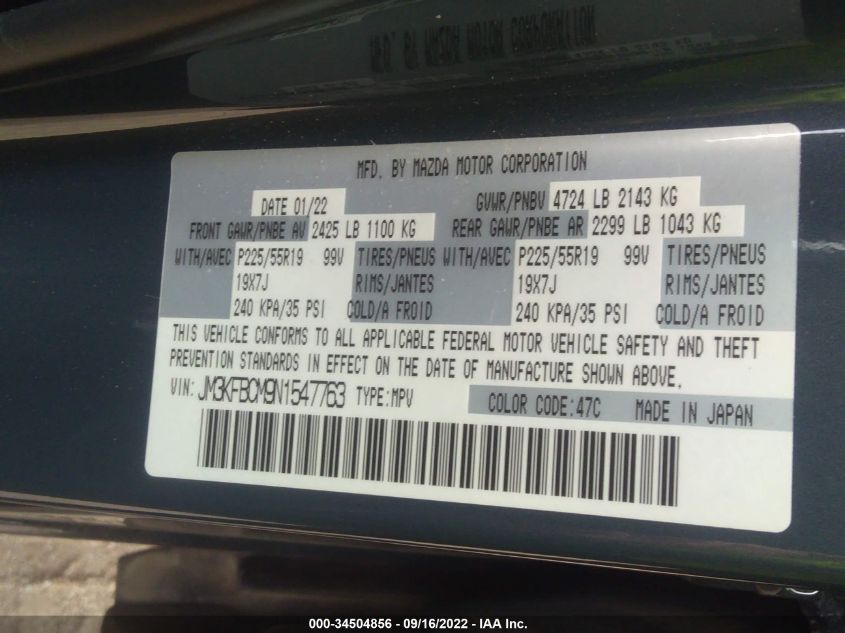 MFD. BY MAZDA MOTOR CORPORATION
DATE 01/22 GVWR/PNBV 4724 LB 2143 KG
FRONT GAWR/PNBE AV 2425 LB 1100 KG REAR GAWR/PNBE AR 2299 LB 1043 KG
WITH/AVEC P225/55R19 99V TIRES/PNEUS WITH/AVEC P225/55R19 99V TIRES/PNEUS
19X7J RIMS/JANTES 19X7J RIMS/JANTES
240 KPA/35 PSI COLD/A FROID 240 KPA/35 PSI COLD/A FROID
THIS VEHICLE CONFORMS TO ALL APPLICABLE FEDERAL MOTOR VEHICLE SAFETY AND THEFT
PREVENTION STANDARDS IN EFFECT ON THE DATE OF MANUFACTURE SHOWN ABOVE.
VIN: JM3KFBCM9N1547763 TYPE:MPV COLOR CODE:47C MADE IN JAPAN
000-34504856 - 09/16/2022 - IAA Inc.